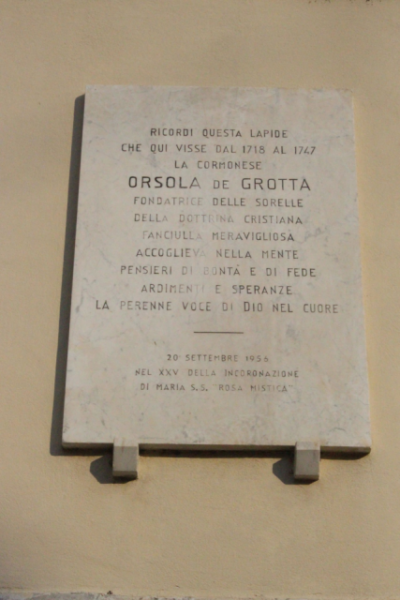 RICORDI QUESTA LAPIDE
CHE QUI VISSE DAL 1718 AL 1747
LA CORMONESE
ORSOLA DE GROTTA
FONDATRICE DELLE SORELLE
DELLA DOTTRINA CRISTIANA
FANCIULLA MERAVIGLIOSA
ACCOGLIEVA NELLA MENTE
PENSIERI DI BONTÀ E DI FEDE
ARDIMENTI E SPERANZE
LA PERENNE VOCE DI DIO NEL CUORE
20 SETTEMBRE 1956
NEL XXV DELLA INCORONAZIONE
DI MARIA S.S. "ROSA MISTICA"